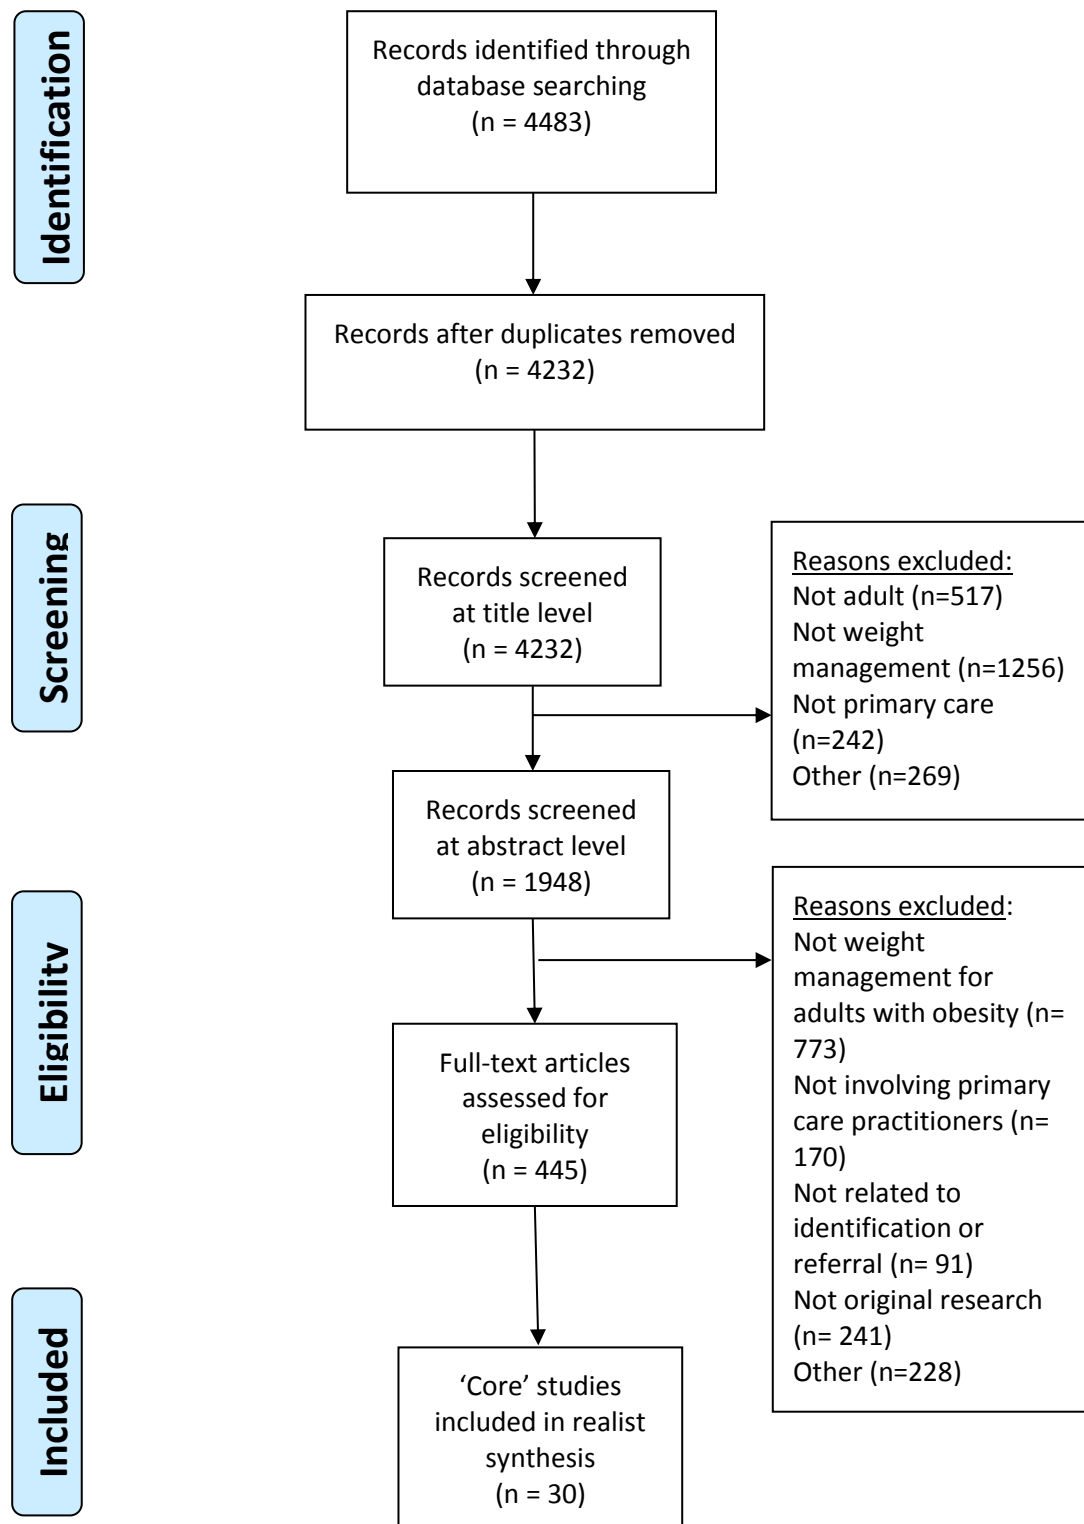 Identification
Records identified through
database searching
(n = 4483)
Records after duplicates removed
(n = 4232)
Screening
Records screened
at title level
(n = 4232)
Reasons excluded:
Not adult (n=517)
Not weight
management (n=1256)
Not primary care
(n=242)
Other (n=269)
Records screened
at abstract level
(n = 1948)
Eligibility
Reasons excluded:
Not weight
management for
adults with obesity (n=
773)
Not involving primary
care practitioners (n=
170)
Not related to
identification or
referral (n= 91)
Not original research
(n= 241)
Other (n=228)
Full-text articles
assessed for
eligibility
(n = 445)
Included
‘Core’ studies
included in realist
synthesis
(n = 30)